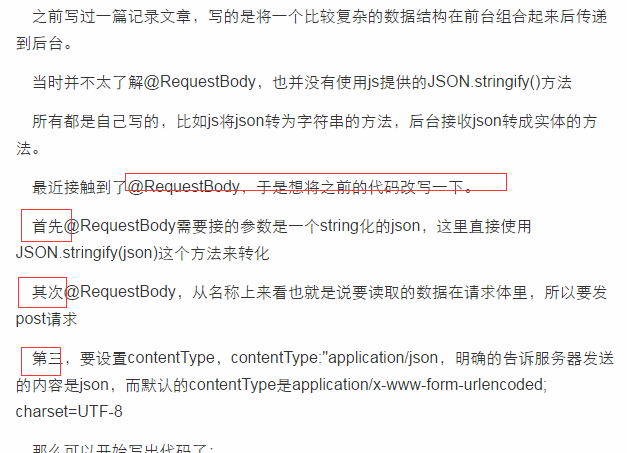 之前写过一篇记录文章，写的是将一个比较复杂的数据结构在前台组合起来后传递
到后台。
当时并不太了解@RequestBody，也并没有使用js提供的JSON.stringify()方法
所有都是自己写的，比如js将json转为字符串的方法，后台接收json转成实体的方
法。
最近接触到了@RequestBody，于是想将之前的代码改写一下。
首先@RequestBody需要接的参数是一个string化的json，这里直接使用
JSON.stringify(json)这个方法来转化
其次@RequestBody，从名称上来看也就是说要读取的数据在请求体里，所以要发
post请求
第三，要设置contentType，contentType:"application/json，明确的告诉服务器发送
的内容是json，而默认的contentType是application/x-www-form-urlencoded;
charset=UTF-8
那么可以开始写出代码了：